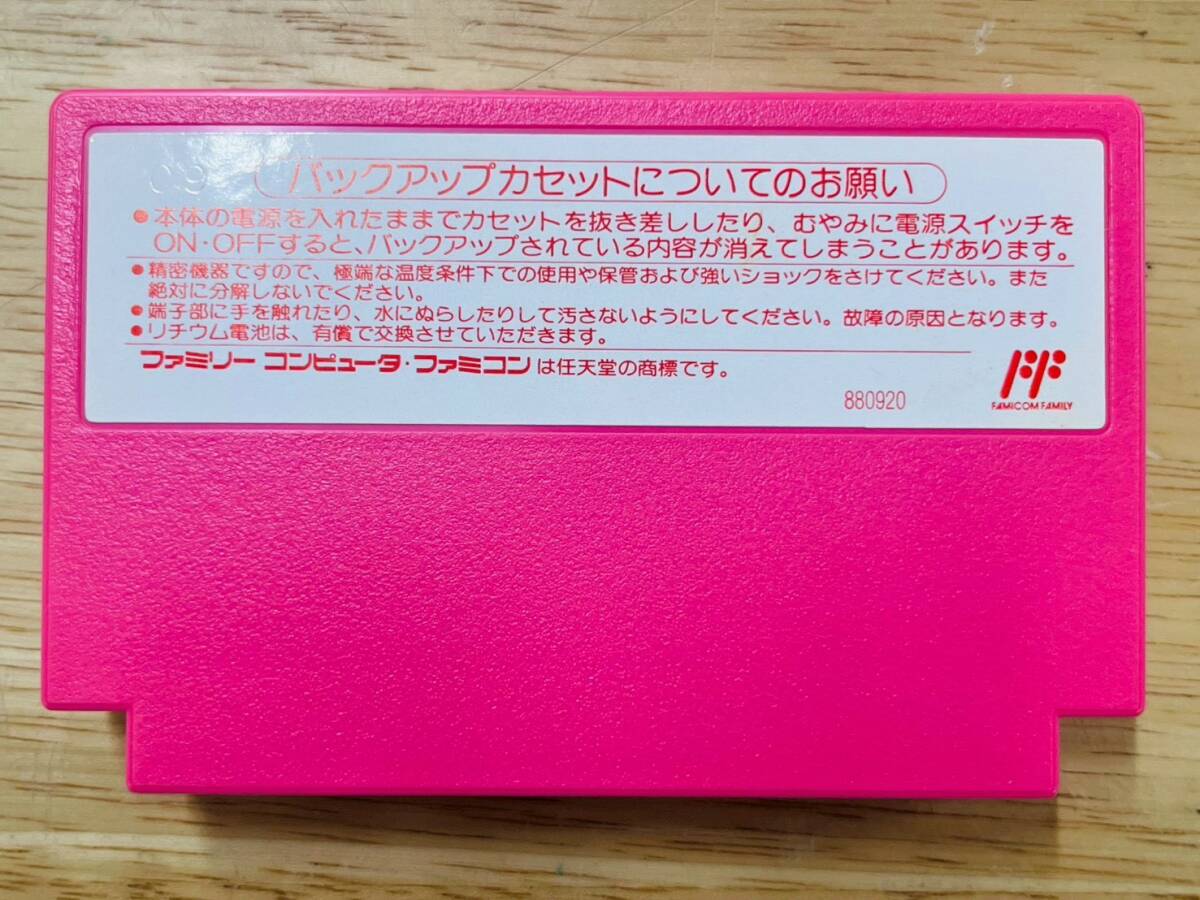 バックアップカセットについてのお願い
●本体の電源を入れたままでカセットを抜き差ししたり、むやみに電源スイッチを
ON・OFFすると、バックアップされている内容が消えてしまうことがあります。
●精密機器ですので、極端な温度条件下での使用や保管および強いショックをさけてください。また
絶対に分解しないでください。
●端子部に手を触れたり、水にぬらしたりして汚さないようにしてください。故障の原因となります。
●リチウム電池は、有償で交換させていただきます。
ファミリー コンピュータ・ファミコンは任天堂の商標です。
880920
FAMICOM FAMILY